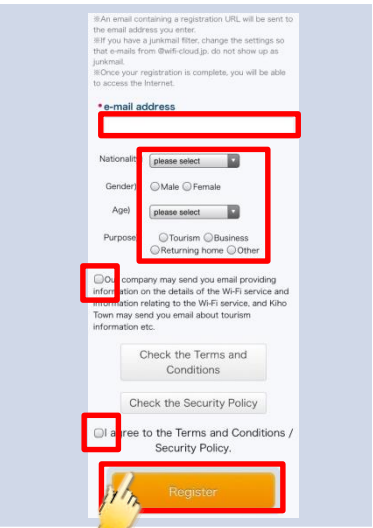 ※An email containing a registration URL will be sent to
the email address you enter.
※If you have a junkmail filter, change the settings so
that e-mails from @wifi-cloud.jp: do not show up as
junkmail.
※Once your registration is complete, you will be able
to access the Internet.
*e-mail address
Nationality) please select
Gender) Male Female
Age) please select
Purpose) Tourism Business
Returning home Other
Our company may send you email providing
information on the details of the Wi-Fi service and
information relating to the Wi-Fi service, and Kiho
Town may send you email about tourism
information etc.
Check the Terms and
Conditions
Check the Security Policy
I agree to the Terms and Conditions /
Security Policy.
Register